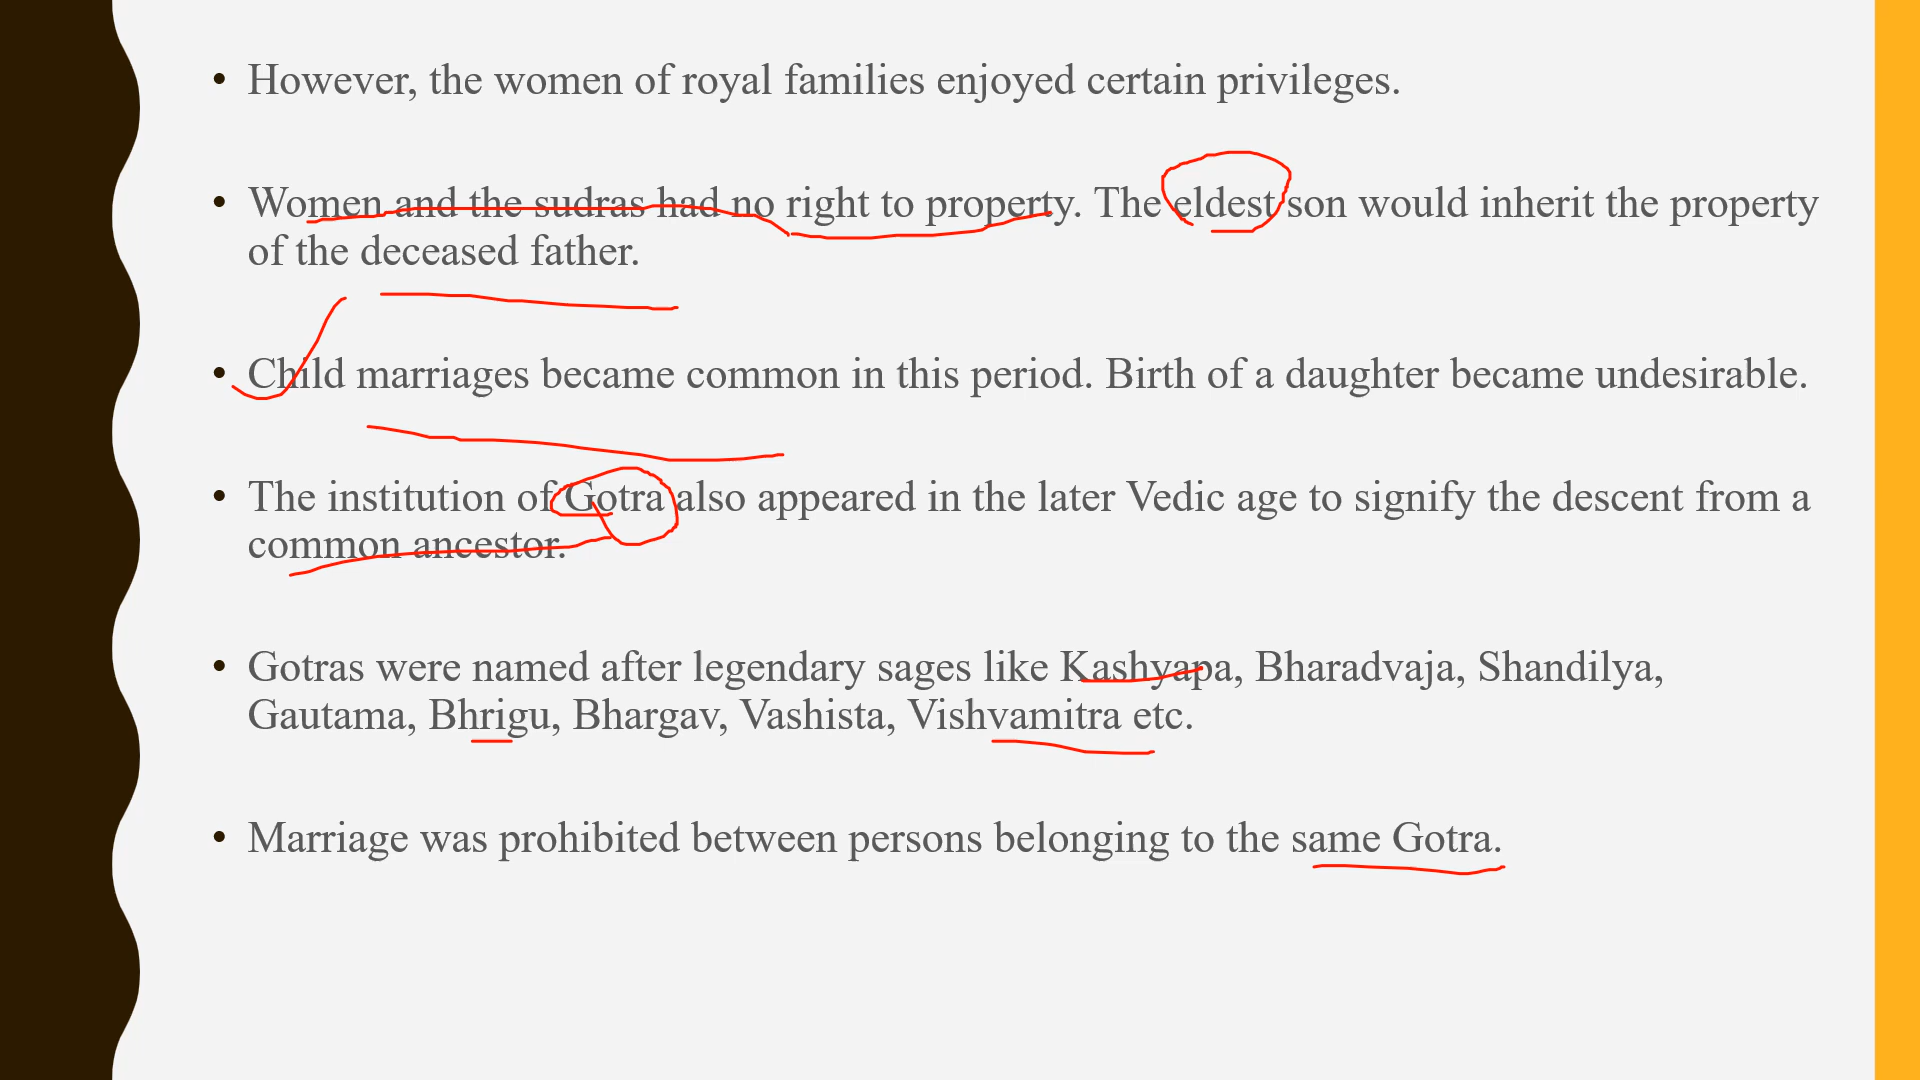 • However, the women of royal families enjoyed certain privileges.
• Women and the sudras had no right to property. The eldest son would inherit the property
of the deceased father.
• Child marriages became common in this period. Birth of a daughter became undesirable.
• The institution of Gotra also appeared in the later Vedic age to signify the descent from a
common ancestor.
• Gotras were named after legendary sages like Kashyapa, Bharadvaja, Shandilya,
Gautama, Bhrigu, Bhargav, Vashista, Vishvamitra etc.
• Marriage was prohibited between persons belonging to the same Gotra.